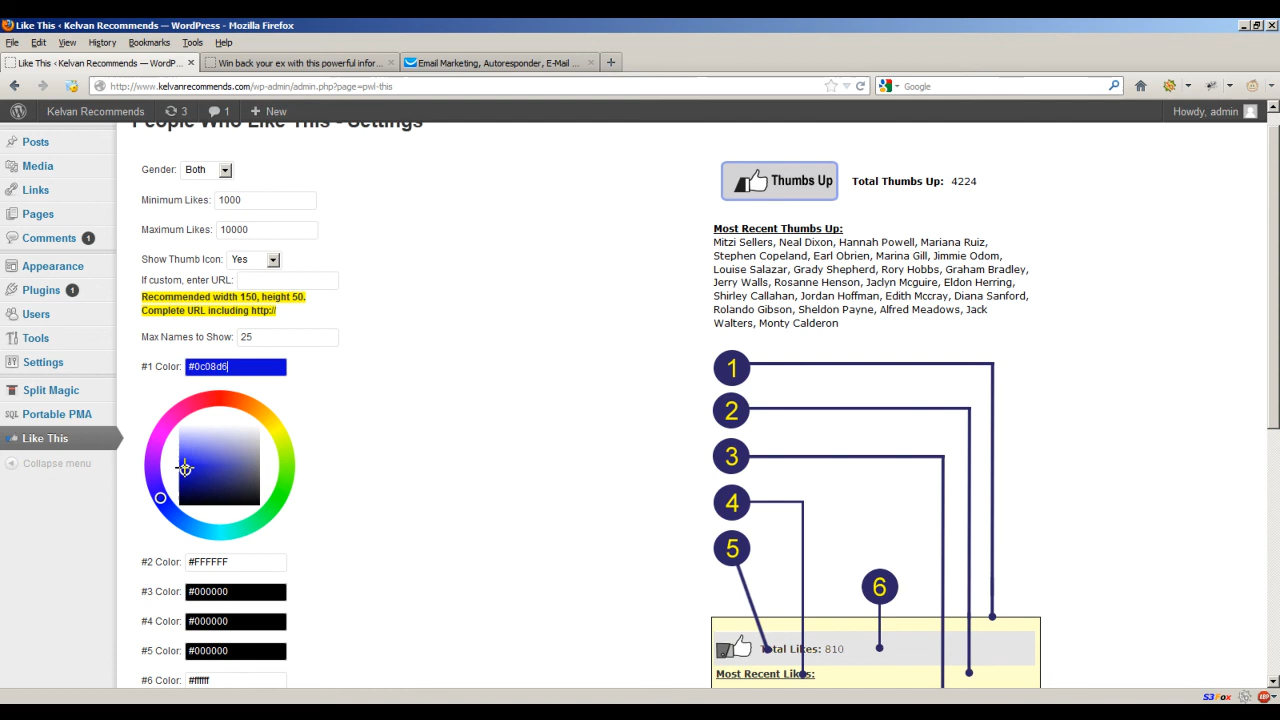 Like This ‹ Kelvan Recommends — WordPress - Mozilla Firefox
File Edit View History Bookmarks Tools Help
Like This ‹ Kelvan Recommends — WordP... × Win back your ex with this powerful infor... × Email Marketing, Autoresponder, E-Mail ... × +
http://www.kelvanrecommends.com/wp-admin/admin.php?page=pwl-this Google
Kelvan Recommends 3 1 + New Howdy, admin
People Who Like This - Settings
Posts
Media
Links
Pages
Comments 1
Appearance
Plugins 1
Users
Tools
Settings
Split Magic
SQL Portable PMA
Like This
Collapse menu
Gender: Both
Minimum Likes: 1000
Maximum Likes: 10000
Show Thumb Icon: Yes
If custom, enter URL:
Recommended width 150, height 50.
Complete URL including http://
Max Names to Show: 25
#1 Color: #0c08d6
#2 Color: #FFFFFF
#3 Color: #000000
#4 Color: #000000
#5 Color: #000000
#6 Color: #ffffff
Thumbs Up Total Thumbs Up: 4224
Most Recent Thumbs Up:
Mitzi Sellers, Neal Dixon, Hannah Powell, Mariana Ruiz,
Stephen Copeland, Earl Obrien, Marina Gill, Jimmie Odom,
Louise Salazar, Grady Shepherd, Rory Hobbs, Graham Bradley,
Jerry Walls, Rosanne Henson, Jaclyn Mcguire, Eldon Herring,
Shirley Callahan, Jordan Hoffman, Edith Mccray, Diana Sanford,
Rolando Gibson, Sheldon Payne, Alfred Meadows, Jack
Walters, Monty Calderon
1
2
3
4
5
6
Total Likes: 810
Most Recent Likes:
S3Fox ABP